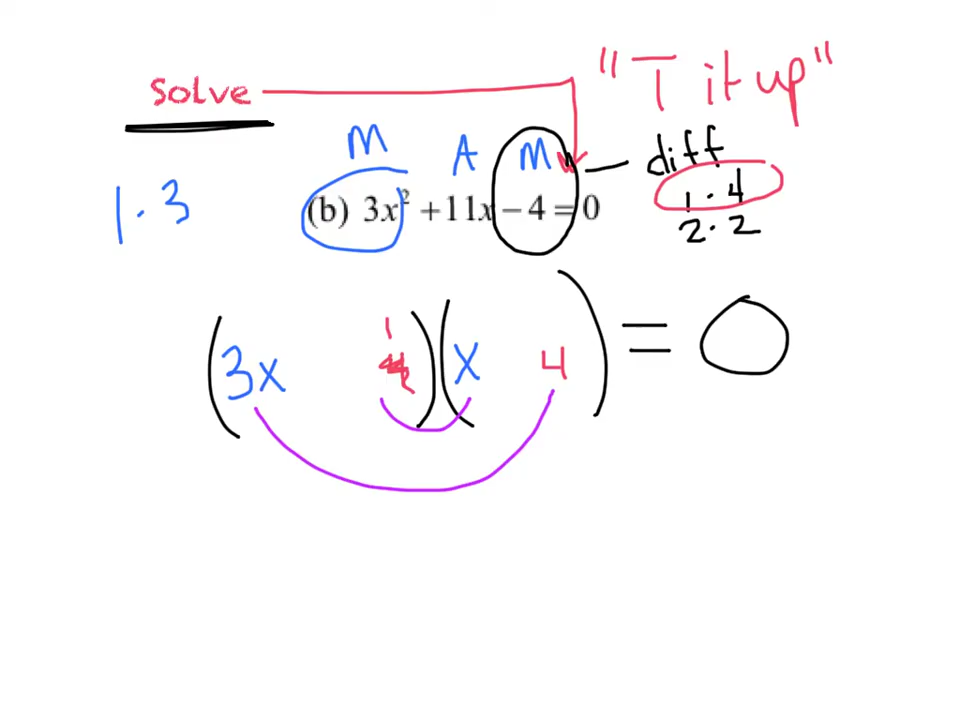 "T it up"
Solve
M A M diff
1 · 3
(b) 3x² + 11x − 4 = 0
1 · 4
2 · 2
1
(3x )(x 4) = 0